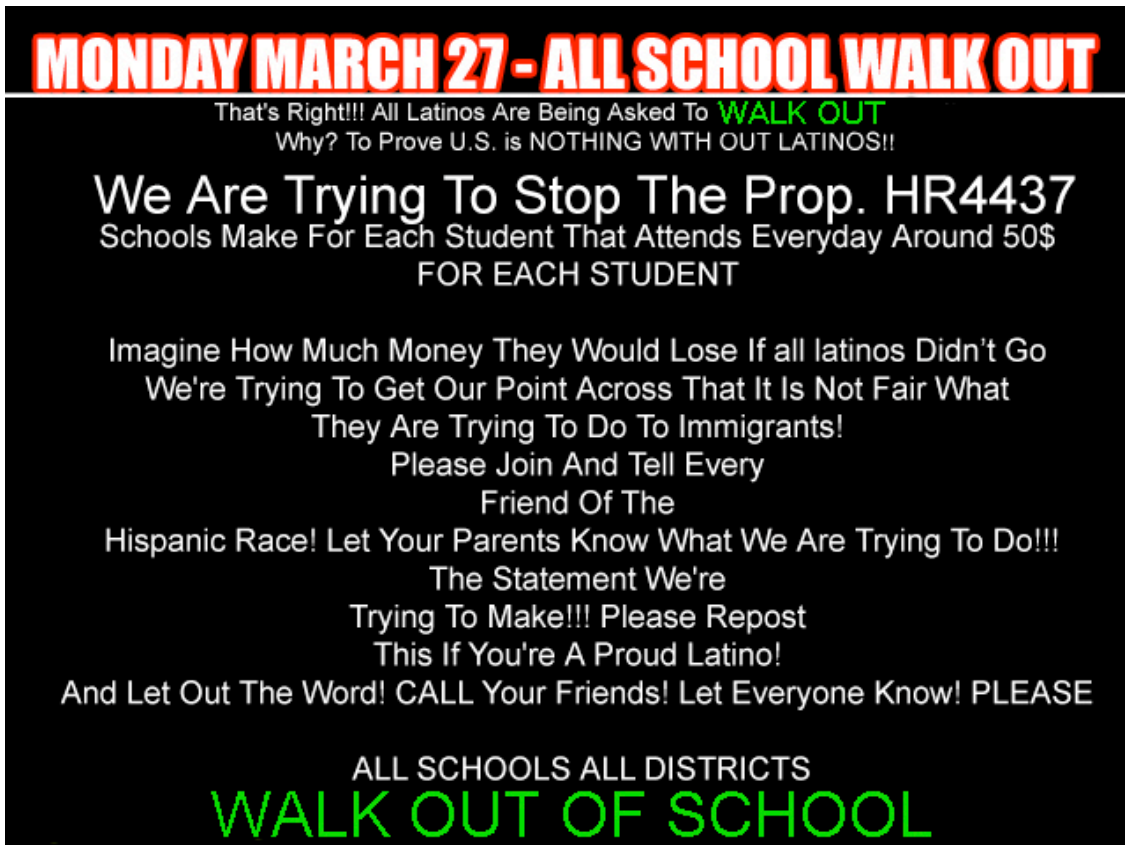 MONDAY MARCH 27 - ALL SCHOOL WALK OUT
That's Right!!! All Latinos Are Being Asked To WALK OUT
Why? To Prove U.S. is NOTHING WITH OUT LATINOS!!
We Are Trying To Stop The Prop. HR4437
Schools Make For Each Student That Attends Everyday Around 50$
FOR EACH STUDENT
Imagine How Much Money They Would Lose If all latinos Didn't Go
We're Trying To Get Our Point Across That It Is Not Fair What
They Are Trying To Do To Immigrants!
Please Join And Tell Every
Friend Of The
Hispanic Race! Let Your Parents Know What We Are Trying To Do!!!
The Statement We're
Trying To Make!!! Please Repost
This If You're A Proud Latino!
And Let Out The Word! CALL Your Friends! Let Everyone Know! PLEASE
ALL SCHOOLS ALL DISTRICTS
WALK OUT OF SCHOOL